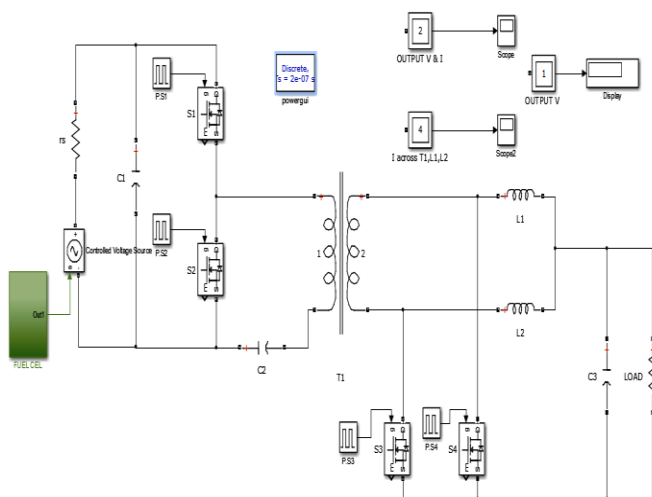 2
OUTPUT V & I
Scope
1
OUTPUT V
Display
Discrete,
s = 2e-07 s
powergui
4
I across T1,L1,L2
Scope2
P.S1
S1
rs
C1
P.S2
S2
Controlled Voltage Source
Out1
FUEL CEL
1
2
T1
C2
L1
L2
C3
LOAD
P.S3
S3
P.S4
S4